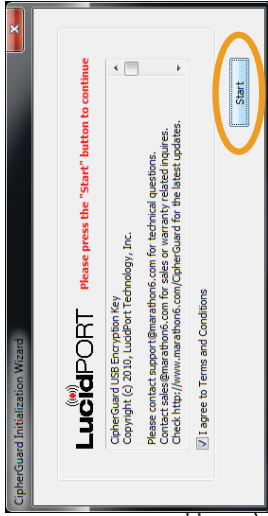 CipherGuard Initialization Wizard
LucidPORT
Please press the "Start" button to continue
CipherGuard USB Encryption Key
Copyright (c) 2010, LucidPort Technology, Inc.
Please contact support@marathon6.com for technical questions.
Contact sales@marathon6.com for sales or warranty related inquires.
Check http://www.marathon6.com/CipherGuard for the latest updates.
I agree to Terms and Conditions
Start